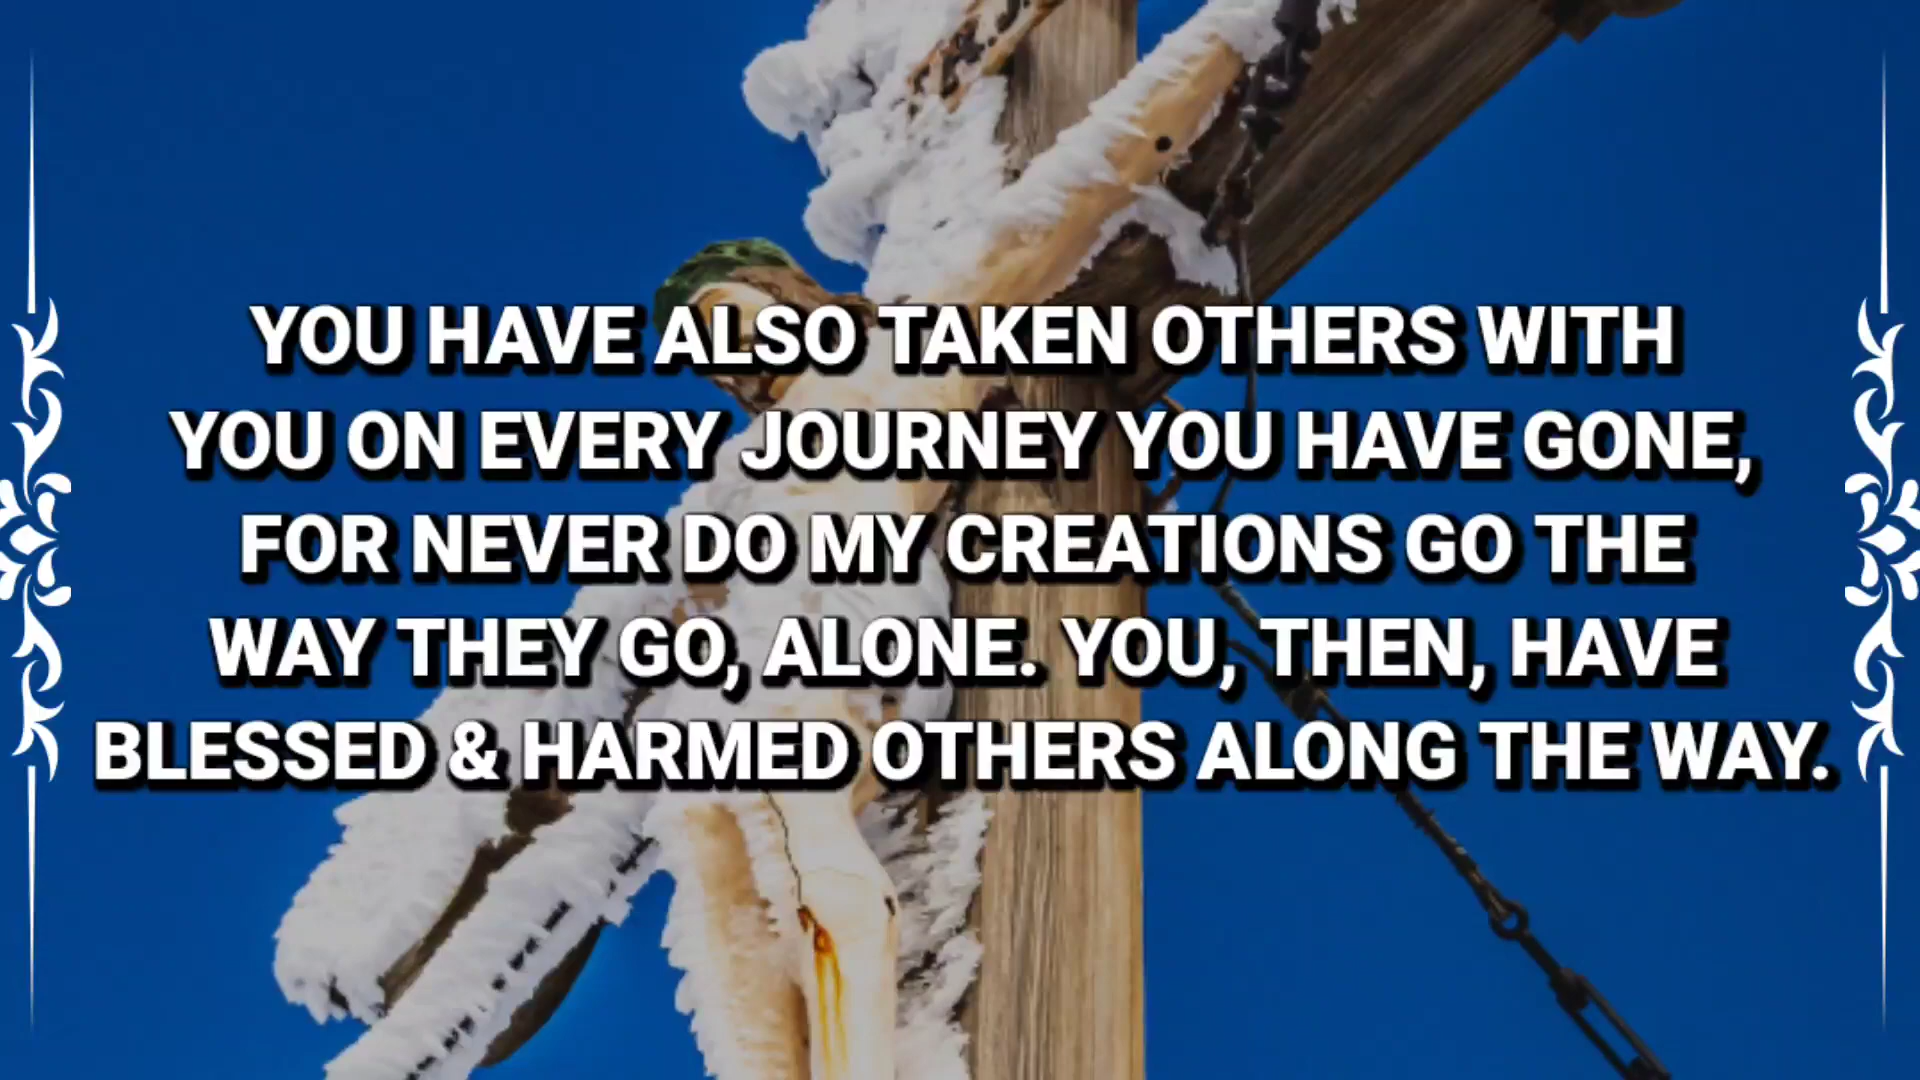 YOU HAVE ALSO TAKEN OTHERS WITH
YOU ON EVERY JOURNEY YOU HAVE GONE,
FOR NEVER DO MY CREATIONS GO THE
WAY THEY GO, ALONE. YOU, THEN, HAVE
BLESSED & HARMED OTHERS ALONG THE WAY.